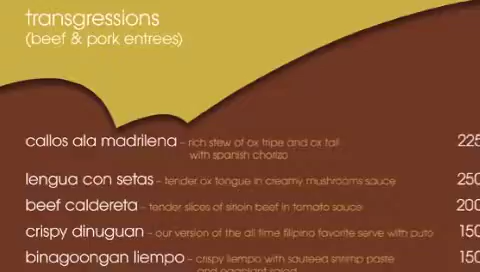 transgressions
(beef & pork entrees)
callos ala madrilena - rich stew of ox tripe and ox tail 225
with spanish chorizo
lengua con setas - tender ox tongue in creamy mushrooms sauce 250
beef caldereta - tender slices of sirloin beef in tomato sauce 200
crispy dinuguan - our version of the all time filipino favorite serve with puto 150
binagoongan liempo - crispy liempo with sauteed shrimp paste 150
and eggplant salad